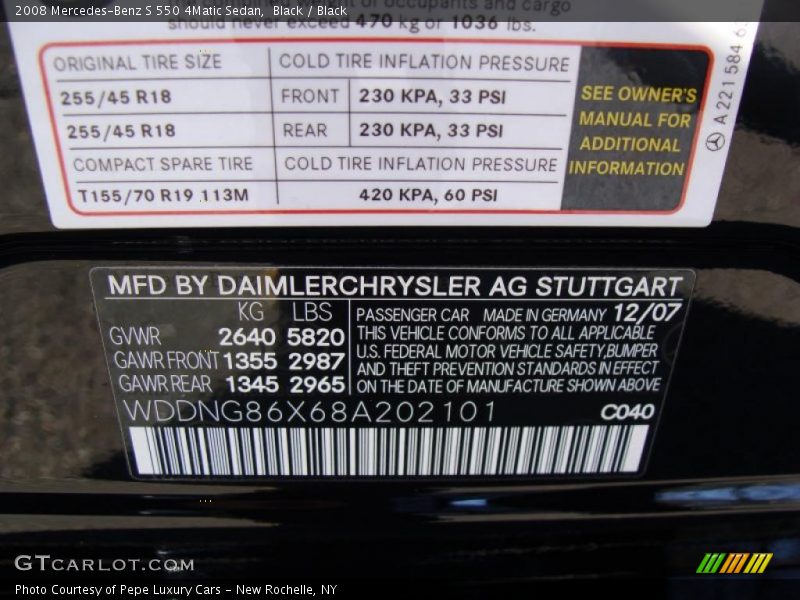 2008 Mercedes-Benz S 550 4Matic Sedan, Black / Black
of occupants and cargo
should never exceed 470 kg or 1036 lbs.
ORIGINAL TIRE SIZE COLD TIRE INFLATION PRESSURE
255/45 R18 FRONT 230 KPA, 33 PSI
255/45 R18 REAR 230 KPA, 33 PSI
COMPACT SPARE TIRE COLD TIRE INFLATION PRESSURE
T155/70 R19 113M 420 KPA, 60 PSI
SEE OWNER'S
MANUAL FOR
ADDITIONAL
INFORMATION
A 221 584
MFD BY DAIMLERCHRYSLER AG STUTTGART
KG LBS
GVWR 2640 5820
GAWR FRONT 1355 2987
GAWR REAR 1345 2965
PASSENGER CAR MADE IN GERMANY 12/07
THIS VEHICLE CONFORMS TO ALL APPLICABLE
U.S. FEDERAL MOTOR VEHICLE SAFETY,BUMPER
AND THEFT PREVENTION STANDARDS IN EFFECT
ON THE DATE OF MANUFACTURE SHOWN ABOVE
WDDNG86X68A202101 C040
GTCARLOT.COM
Photo Courtesy of Pepe Luxury Cars - New Rochelle, NY